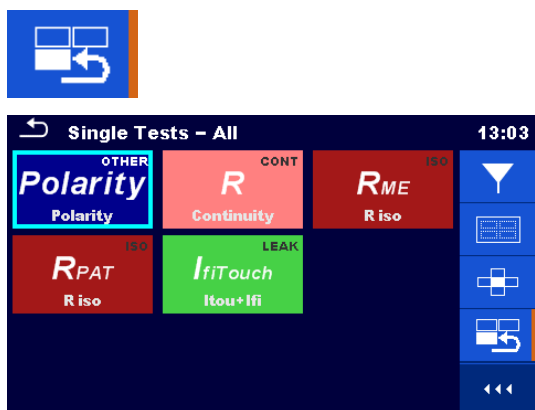 Single Tests – All 13:03
OTHER
Polarity
Polarity
CONT
R
Continuity
ISO
RME
R iso
ISO
RPAT
R iso
LEAK
IfiTouch
Itou+Ifi